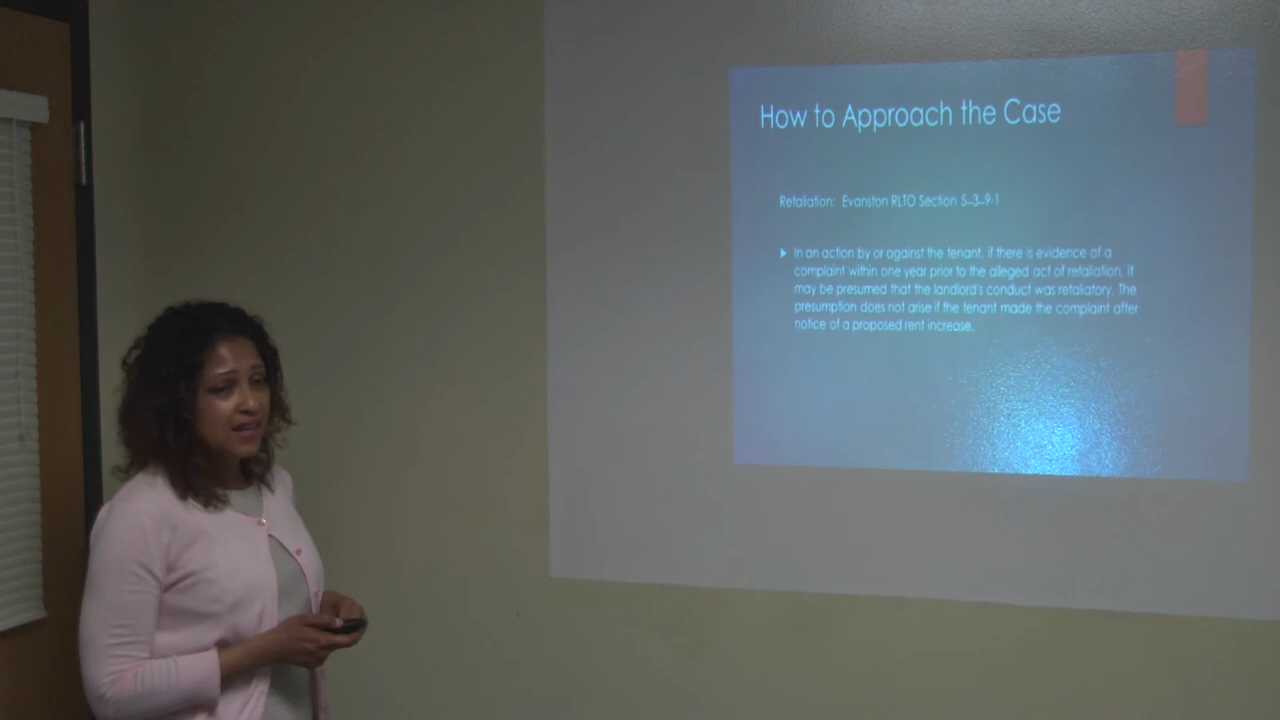 How to Approach the Case
Retaliation: Evanston RLTO Section 5-3-9-1
In an action by or against the tenant, if there is evidence of a
complaint within one year prior to the alleged act of retaliation, it
may be presumed that the landlord's conduct was retaliatory. The
presumption does not arise if the tenant made the complaint after
notice of a proposed rent increase.